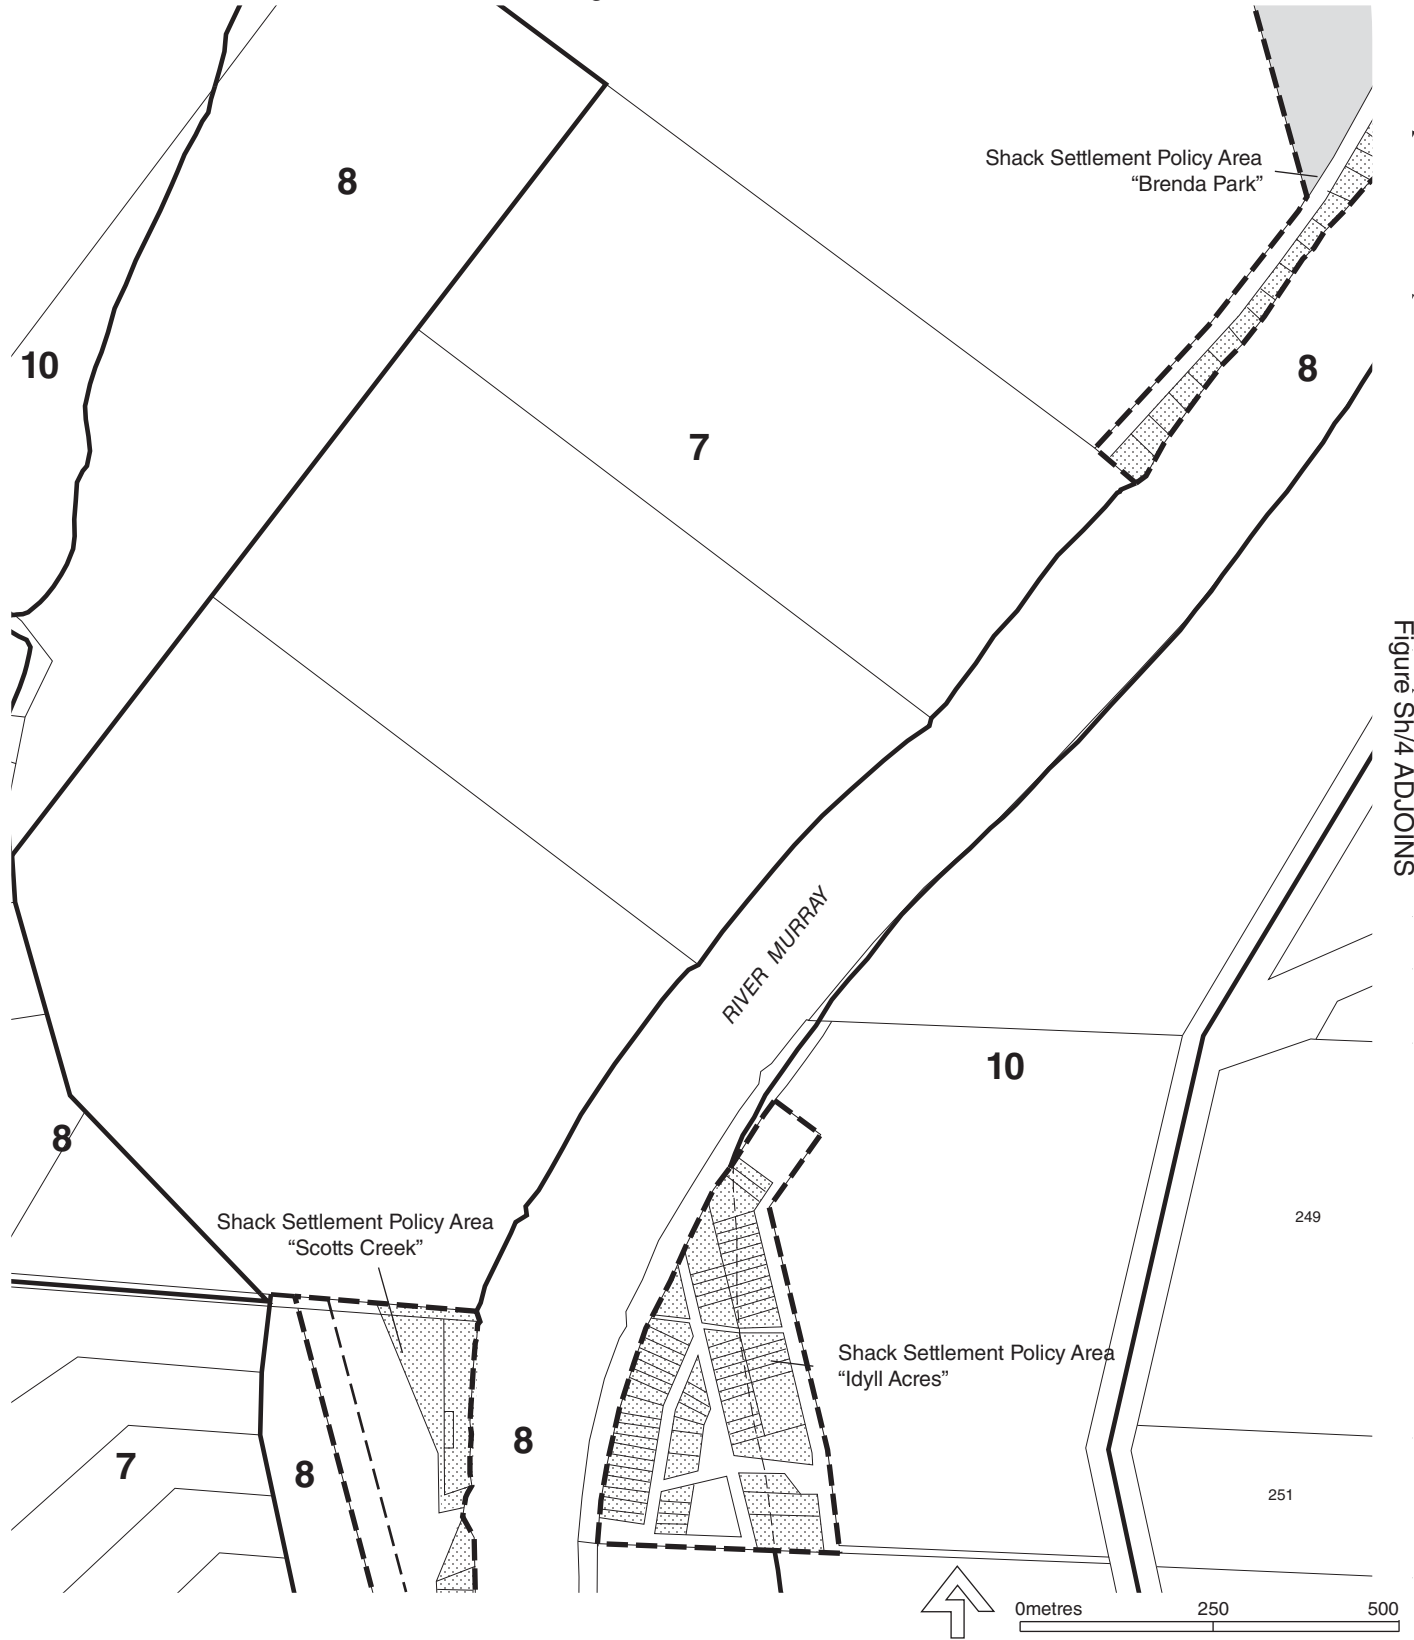 Shack Settlement Policy Area
“Brenda Park”
8
10
8
7
Figure Sh/4 ADJOINS
RIVER MURRAY
10
8
Shack Settlement Policy Area
“Scotts Creek”
249
Shack Settlement Policy Area
“Idyll Acres”
8
7
8
251
0metres 250 500